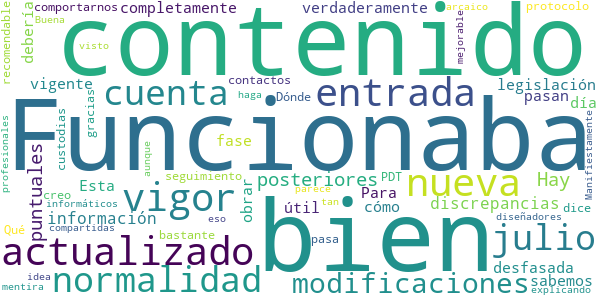 comportarnos
completamente
verdaderamente
arcaico
protocolo
Buena
recomendable
debería
contenido
visto
mejorable
vigente
contactos
legislación
cuenta
haga
Dónde
entrada
pasan
día
Funcionaba
gracias
custodias
profesionales
fase
Manifiestamente
puntuales
aunque
seguimiento
posteriores
PDT
nueva
Hay
Esta
creo
vigor
obrar
parece
Para
informáticos
información
útil
tan
cómo
discrepancias
dice
bien
Qué
compartidas
eso
diseñadores
actualizado
bastante
pasa
julio
desfasada
idea
mentira
normalidad
modificaciones
sabemos
explicando